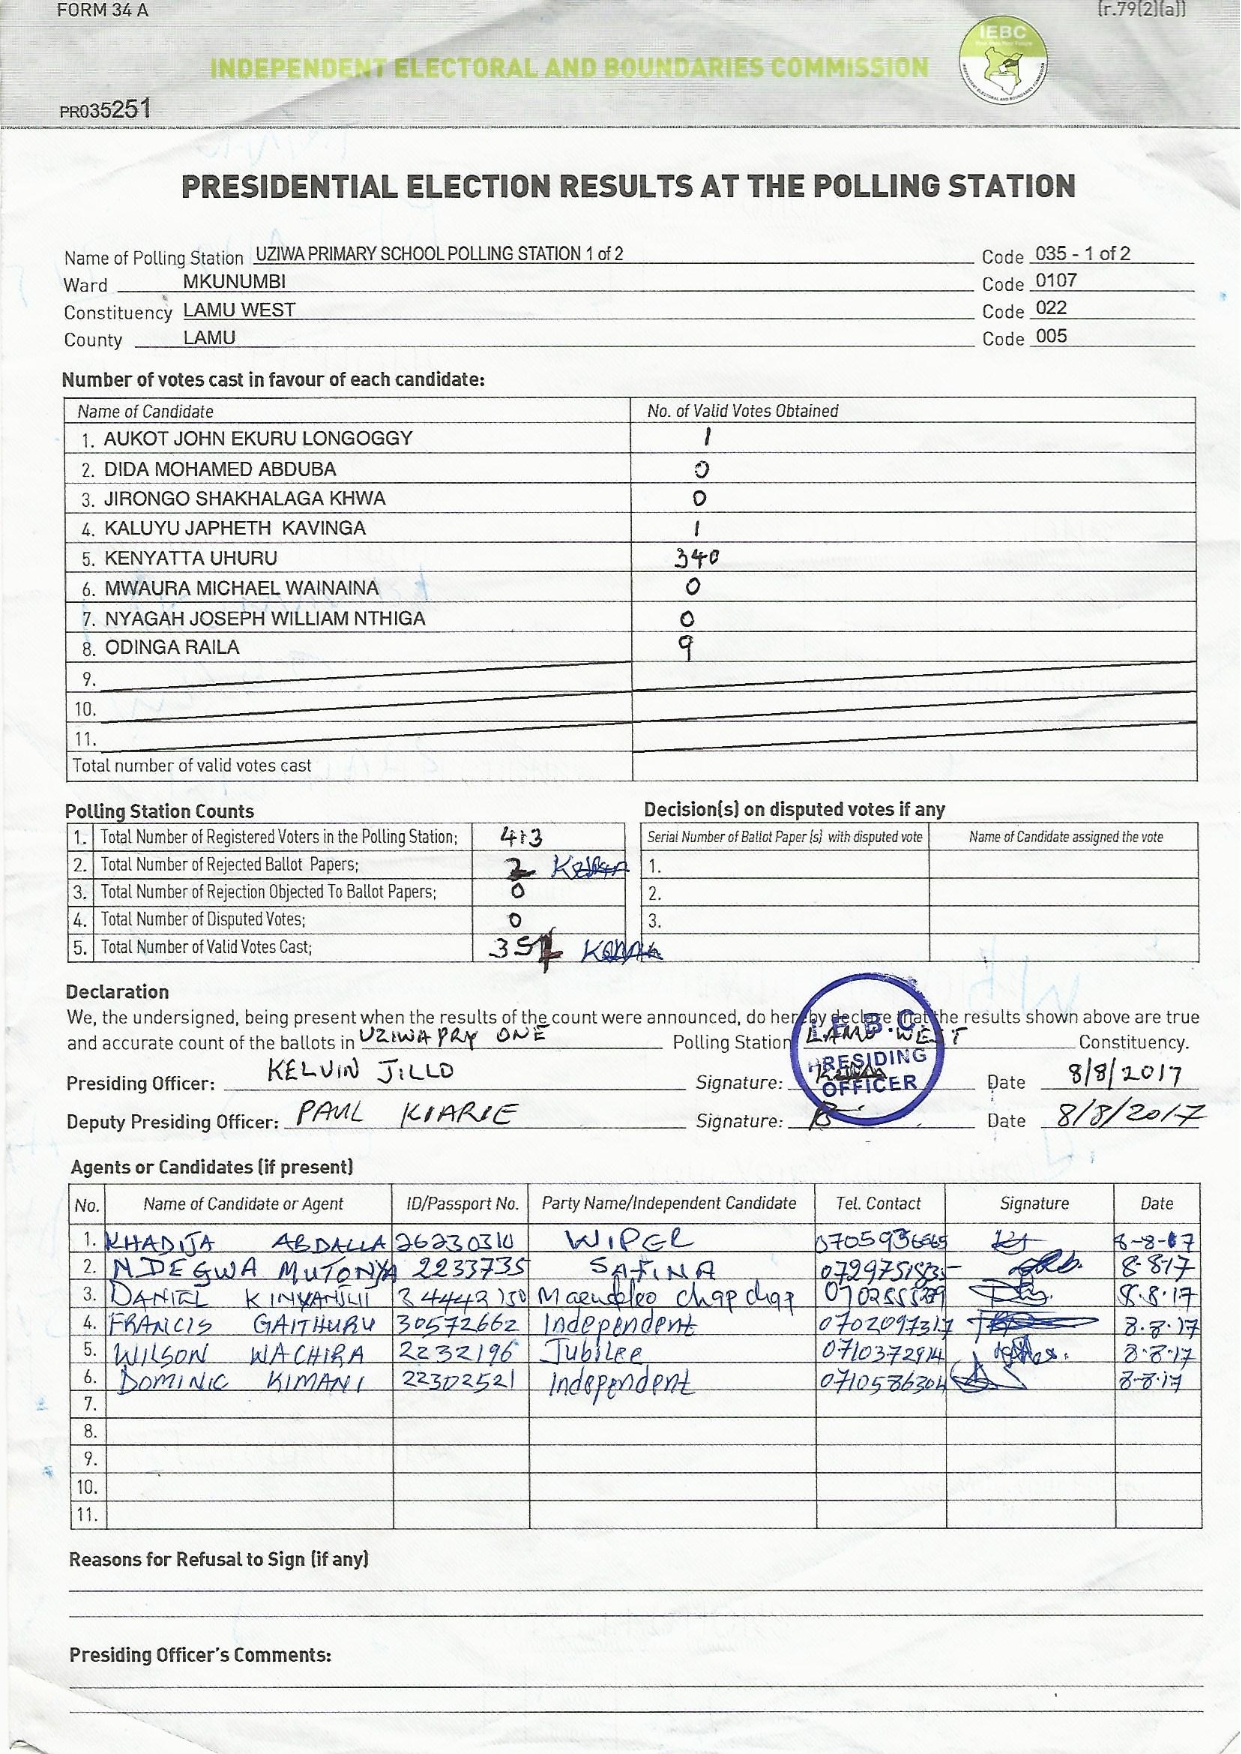 FORM 34 A
[r.79(2)(a)]
IEBC
INDEPENDENT ELECTORAL AND BOUNDARIES COMMISSION
PR035251
PRESIDENTIAL ELECTION RESULTS AT THE POLLING STATION
Name of Polling Station UZIWA PRIMARY SCHOOL POLLING STATION 1 of 2 Code 035 - 1 of 2
Ward MKUNUMBI Code 0107
Constituency LAMU WEST Code 022
County LAMU Code 005
Number of votes cast in favour of each candidate:
Name of Candidate No. of Valid Votes Obtained
1. AUKOT JOHN EKURU LONGOGGY 1
2. DIDA MOHAMED ABDUBA 0
3. JIRONGO SHAKHALAGA KHWA 0
4. KALUYU JAPHETH KAVINGA 1
5. KENYATTA UHURU 340
6. MWAURA MICHAEL WAINAINA 0
7. NYAGAH JOSEPH WILLIAM NTHIGA 0
8. ODINGA RAILA 9
9.
10.
11.
Total number of valid votes cast
Polling Station Counts Decision(s) on disputed votes if any
1. Total Number of Registered Voters in the Polling Station; 413 Serial Number of Ballot Paper (s) with disputed vote Name of Candidate assigned the vote
2. Total Number of Rejected Ballot Papers; 2 1.
3. Total Number of Rejection Objected To Ballot Papers; 0 2.
4. Total Number of Disputed Votes; 0 3.
5. Total Number of Valid Votes Cast;
Declaration
We, the undersigned, being present when the results of the count were announced, do hereby declare that the results shown above are true
and accurate count of the ballots in UZIWA PRY ONE Polling Station LAMU WEST Constituency.
I.E.B.C.
PRESIDING
OFFICER
Presiding Officer: KELVIN JILLO Signature: Date 8/8/2017
Deputy Presiding Officer: PAUL KIARIE Signature: Date 8/8/2017
Agents or Candidates (if present)
No. Name of Candidate or Agent ID/Passport No. Party Name/Independent Candidate Tel. Contact Signature Date
1. KHADIJA ABDALLA 26230310 WIPER
2. NDEGWA MUTONYA 2233735 SAFINA 8·8·17
3. DANIEL Maendeleo chap chap 8.8.17
4. FRANCIS GAITHURU 30572662 Independent 0702097317 8.8.17
5. WILSON WACHIRA 2232196 Jubilee 8·8·17
6. DOMINIC KIMANI 22302521 Independent 0710586304 8-8-17
7.
8.
9.
10.
11.
Reasons for Refusal to Sign (if any)
Presiding Officer's Comments: